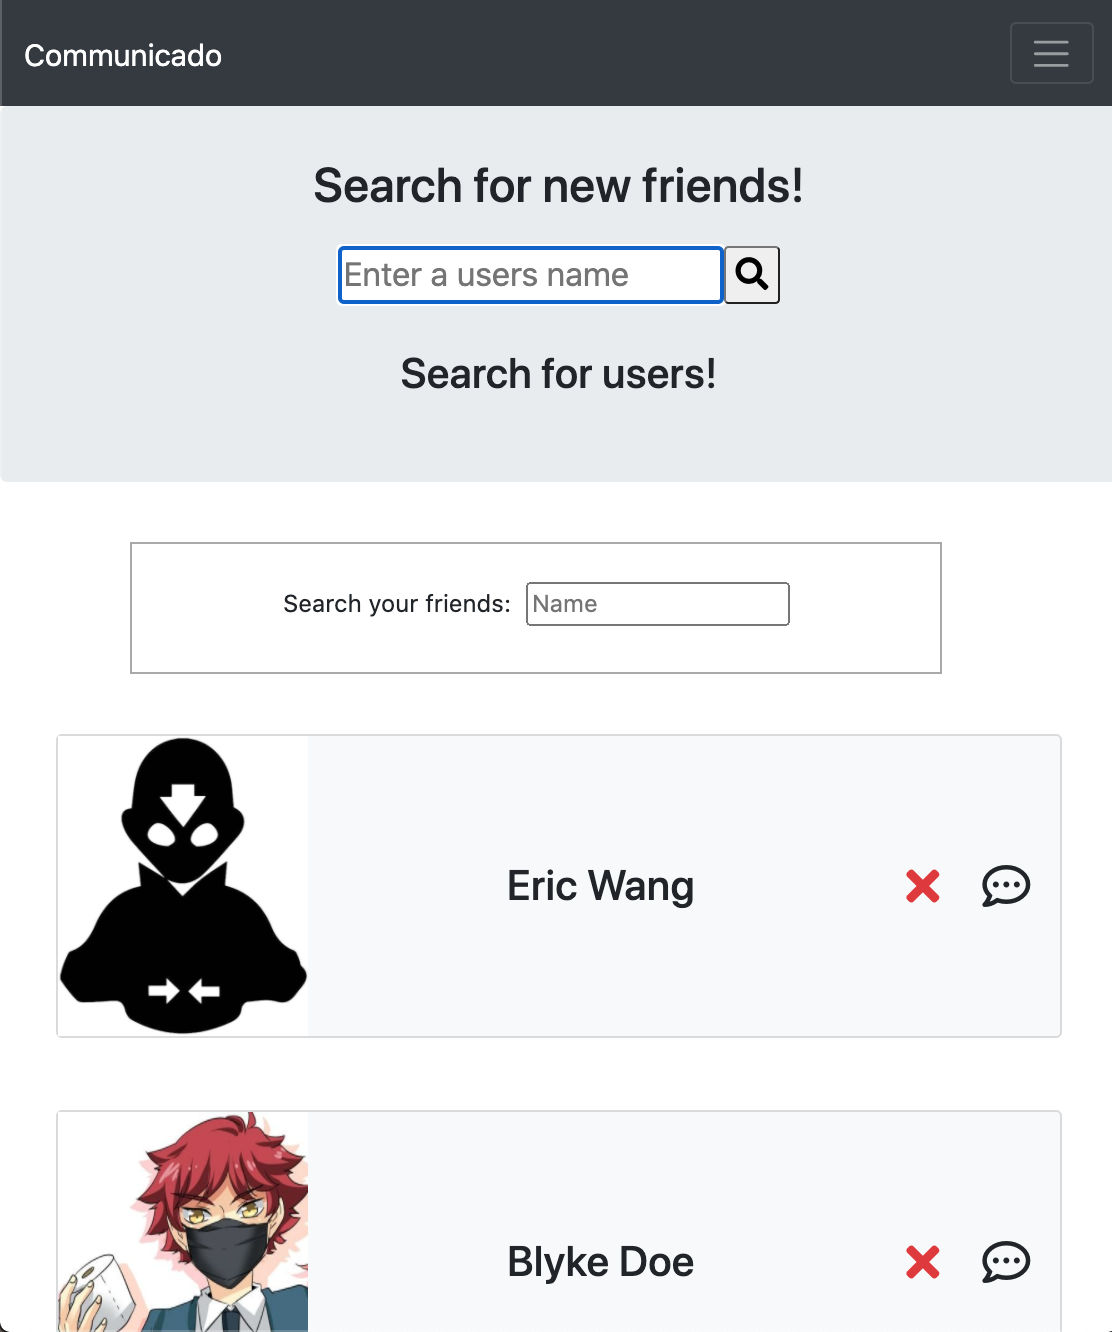 Communicado
Search for new friends!
Enter a users name
Search for users!
Search your friends: Name
Eric Wang
Blyke Doe